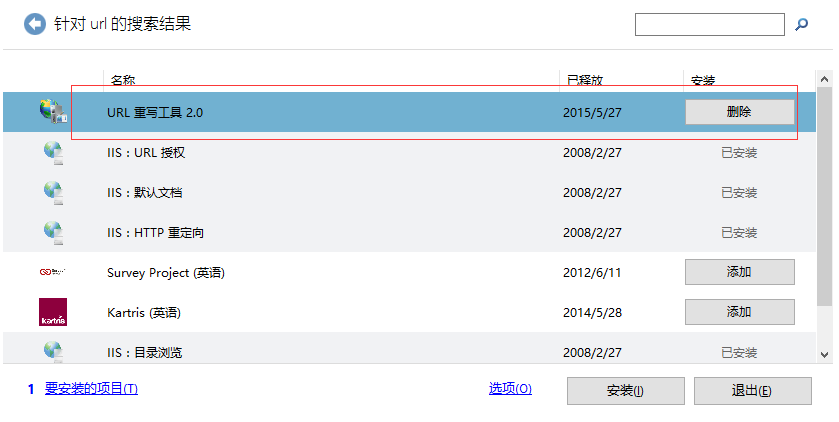 针对 url 的搜索结果
名称 已释放 安装
URL 重写工具 2.0 2015/5/27 删除
IIS：URL 授权 2008/2/27 已安装
IIS：默认文档 2008/2/27 已安装
IIS：HTTP 重定向 2008/2/27 已安装
Survey Project (英语) 2012/6/11 添加
Kartris (英语) 2014/5/28 添加
kartris
IIS：目录浏览 2008/2/27 已安装
1 要安装的项目(T) 选项(O) 安装(I) 退出(E)